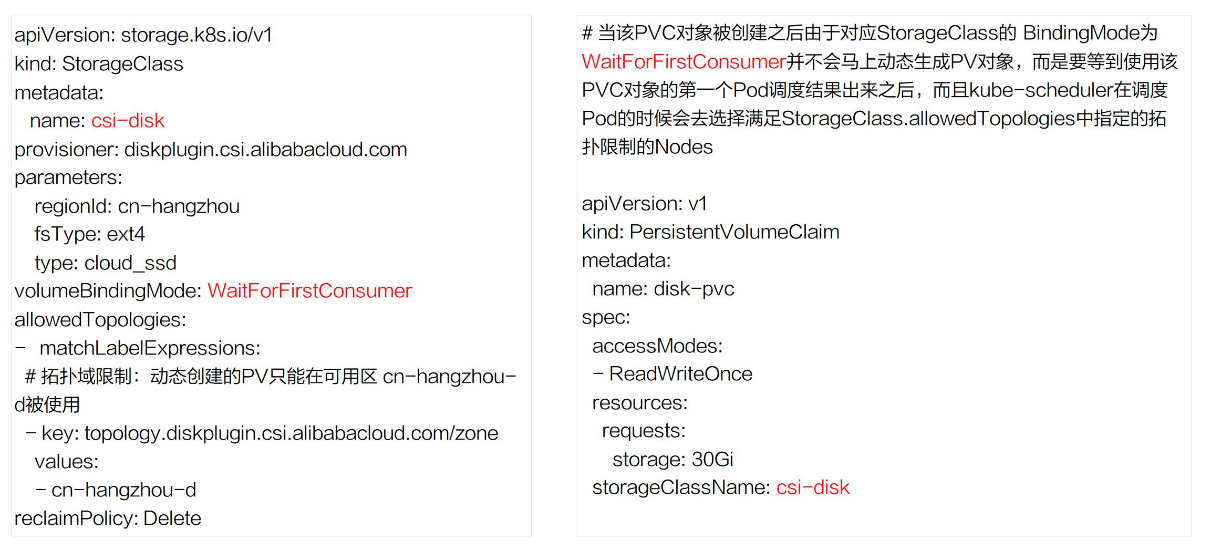 apiVersion: storage.k8s.io/v1
kind: StorageClass
metadata:
name: csi-disk
provisioner: diskplugin.csi.alibabacloud.com
parameters:
regionId: cn-hangzhou
fsType: ext4
type: cloud_ssd
volumeBindingMode: WaitForFirstConsumer
allowedTopologies:
- matchLabelExpressions:
# 拓扑域限制：动态创建的PV只能在可用区 cn-hangzhou-
d被使用
- key: topology.diskplugin.csi.alibabacloud.com/zone
values:
- cn-hangzhou-d
reclaimPolicy: Delete
# 当该PVC对象被创建之后由于对应StorageClass的 BindingMode为
WaitForFirstConsumer并不会马上动态生成PV对象，而是要等到使用该
PVC对象的第一个Pod调度结果出来之后，而且kube-scheduler在调度
Pod的时候会去选择满足StorageClass.allowedTopologies中指定的拓
扑限制的Nodes
apiVersion: v1
kind: PersistentVolumeClaim
metadata:
name: disk-pvc
spec:
accessModes:
- ReadWriteOnce
resources:
requests:
storage: 30Gi
storageClassName: csi-disk